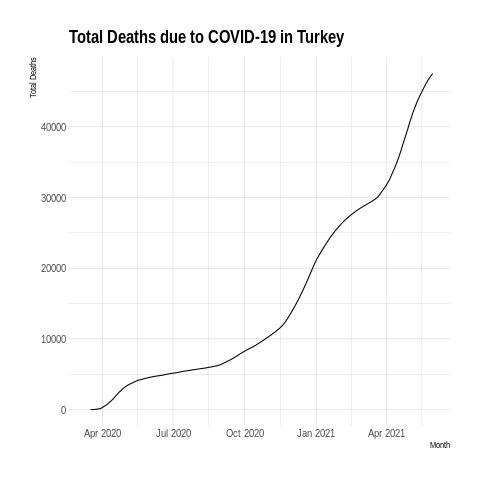 Total Deaths due to COVID-19 in Turkey
Total Deaths
40000
30000
20000
10000
0
Apr 2020 Jul 2020 Oct 2020 Jan 2021 Apr 2021
Month